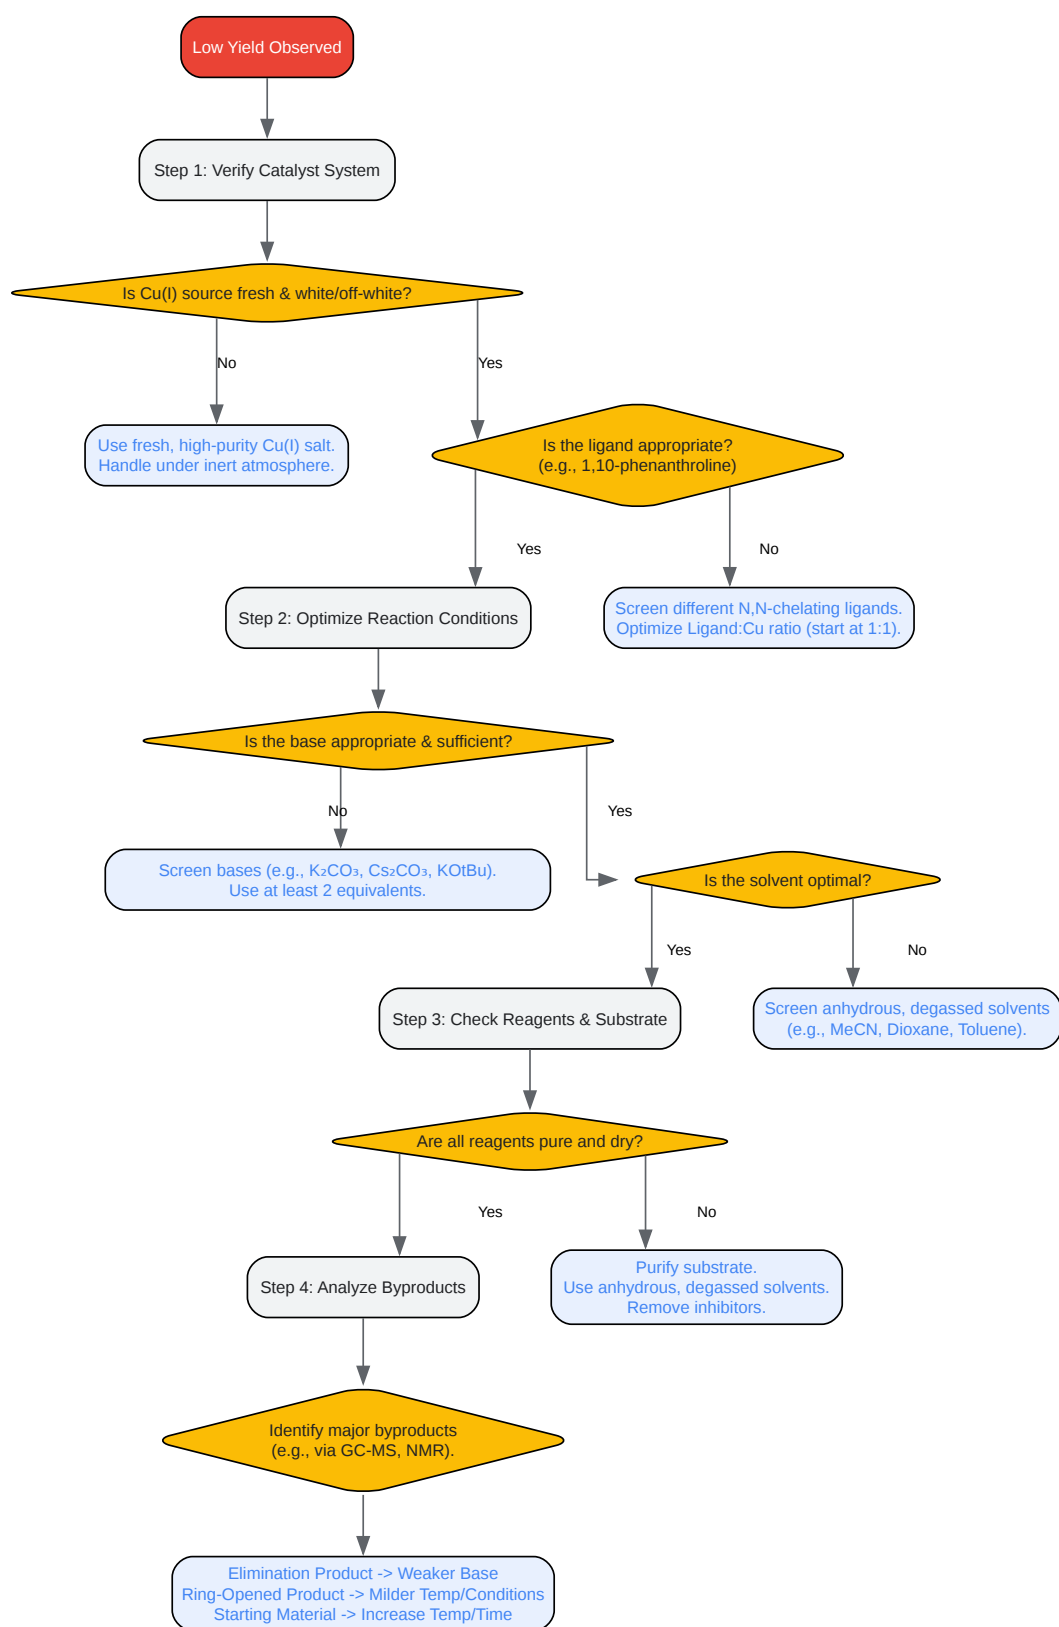 Low Yield Observed
Step 1: Verify Catalyst System
Is Cu(I) source fresh & white/off-white?
No
Yes
Use fresh, high-purity Cu(I) salt.
Handle under inert atmosphere.
Is the ligand appropriate?
(e.g., 1,10-phenanthroline)
Yes
No
Step 2: Optimize Reaction Conditions
Screen different N,N-chelating ligands.
Optimize Ligand:Cu ratio (start at 1:1).
Is the base appropriate & sufficient?
No
Yes
Screen bases (e.g., K₂CO₃, Cs₂CO₃, KOtBu).
Use at least 2 equivalents.
Is the solvent optimal?
Yes
No
Step 3: Check Reagents & Substrate
Screen anhydrous, degassed solvents
(e.g., MeCN, Dioxane, Toluene).
Are all reagents pure and dry?
Yes
No
Step 4: Analyze Byproducts
Purify substrate.
Use anhydrous, degassed solvents.
Remove inhibitors.
Identify major byproducts
(e.g., via GC-MS, NMR).
Elimination Product -> Weaker Base
Ring-Opened Product -> Milder Temp/Conditions
Starting Material -> Increase Temp/Time